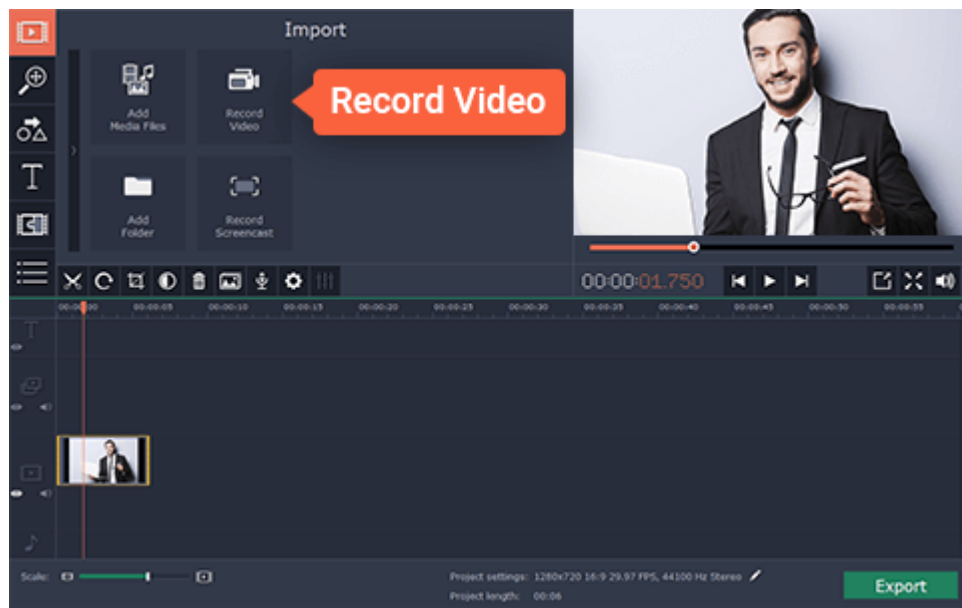 Import
Add
Media Files
Record
Video
Record Video
Add
Folder
Record
Screencast
00:00:01.750
00:00:00 00:00:05 00:00:10 00:00:15 00:00:20 00:00:25 00:00:30 00:00:35 00:00:40 00:00:45 00:00:50 00:00:55
Scale:
Project settings: 1280x720 16:9 29.97 FPS, 44100 Hz Stereo
Project length: 00:06
Export